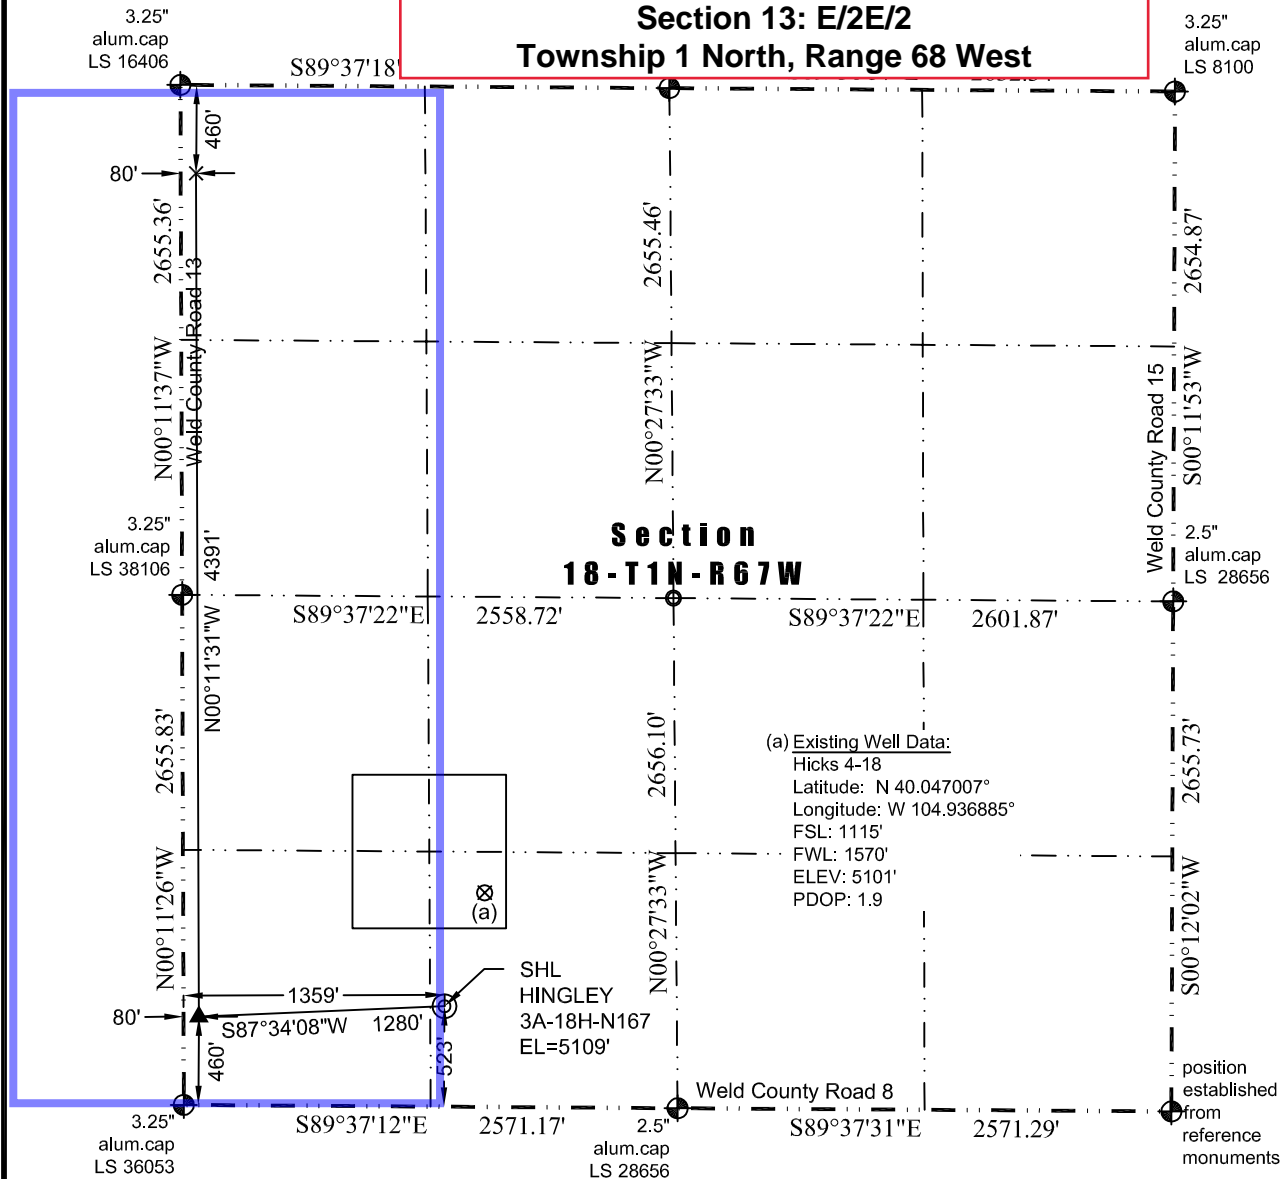 Section 13: E/2E/2
Township 1 North, Range 68 West
3.25"
alum.cap
LS 16406
3.25"
alum.cap
LS 8100
S89°37'18"
460'
80'
2655.36'
Weld County Road 13
N00°11'37"W
2655.46'
N00°27'33"W
2654.87'
S00°11'53"W
Weld County Road 15
3.25"
alum.cap
LS 38106
4391'
N00°11'31"W
Section
18-T1N-R67W
2.5"
alum.cap
LS 28656
S89°37'22"E
2558.72'
S89°37'22"E
2601.87'
2655.83'
N00°11'26"W
2656.10'
N00°27'33"W
2655.73'
S00°12'02"W
(a) Existing Well Data:
Hicks 4-18
Latitude: N 40.047007°
Longitude: W 104.936885°
FSL: 1115'
FWL: 1570'
ELEV: 5101'
PDOP: 1.9
(a)
SHL
HINGLEY
3A-18H-N167
EL=5109'
1359'
80'
S87°34'08"W
1280'
460'
523'
Weld County Road 8
position
established
from
reference
monuments
3.25"
alum.cap
LS 36053
S89°37'12"E
2571.17'
2.5"
alum.cap
LS 28656
S89°37'31"E
2571.29'